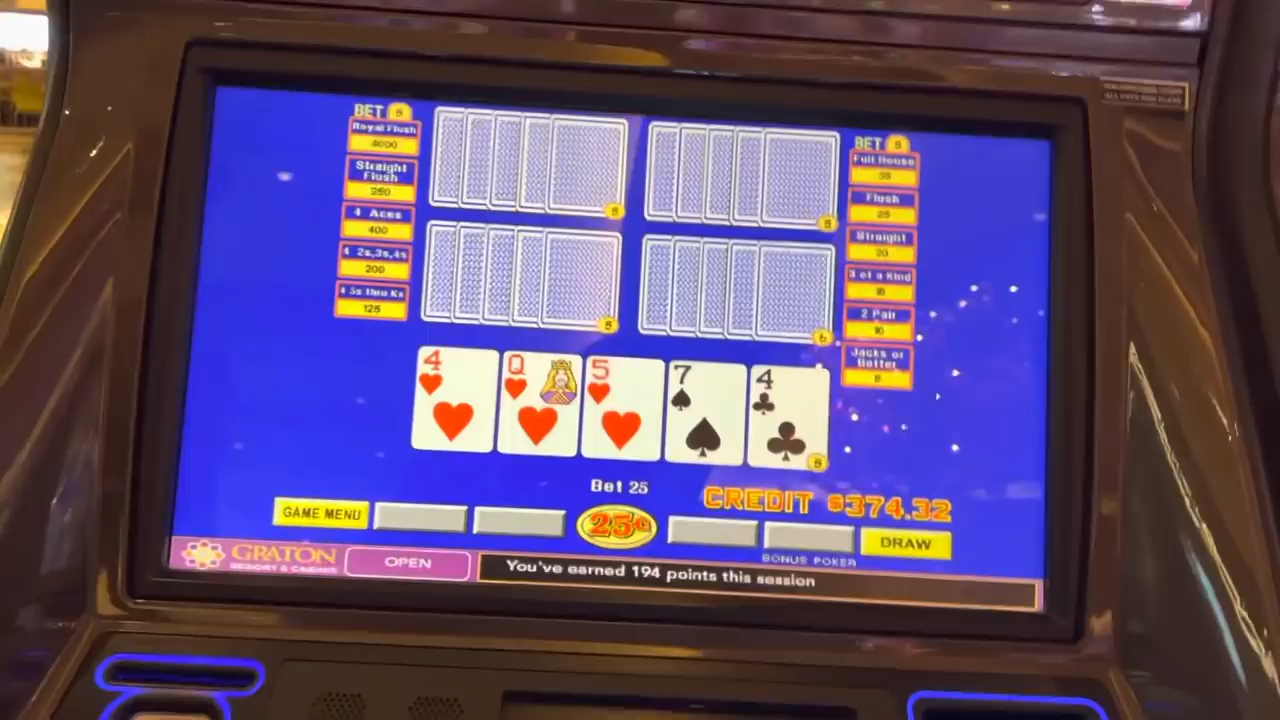 BET 5
Royal Flush
4000
Straight
Flush
250
4 Aces
400
4 2s,3s,4s
200
4 5s thru Ks
125
BET 5
Full House
Flush
25
Straight
20
3 of a Kind
2 Pair
10
Jacks or
Better
5
5
5
5
4
Q
5
7
4
5
Bet 25
CREDIT $374.32
GAME MENU
25¢
DRAW
BONUS POKER
GRATON
RESORT & CASINO
OPEN
You've earned 194 points this session